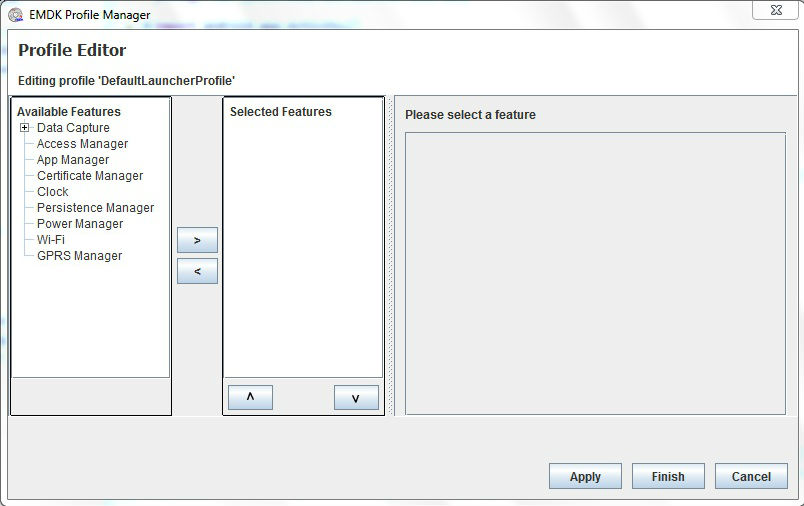 EMDK Profile Manager
Profile Editor
Editing profile 'DefaultLauncherProfile'
Available Features
Data Capture
Access Manager
App Manager
Certificate Manager
Clock
Persistence Manager
Power Manager
Wi-Fi
GPRS Manager
>
<
Selected Features
^
v
Please select a feature
Apply
Finish
Cancel